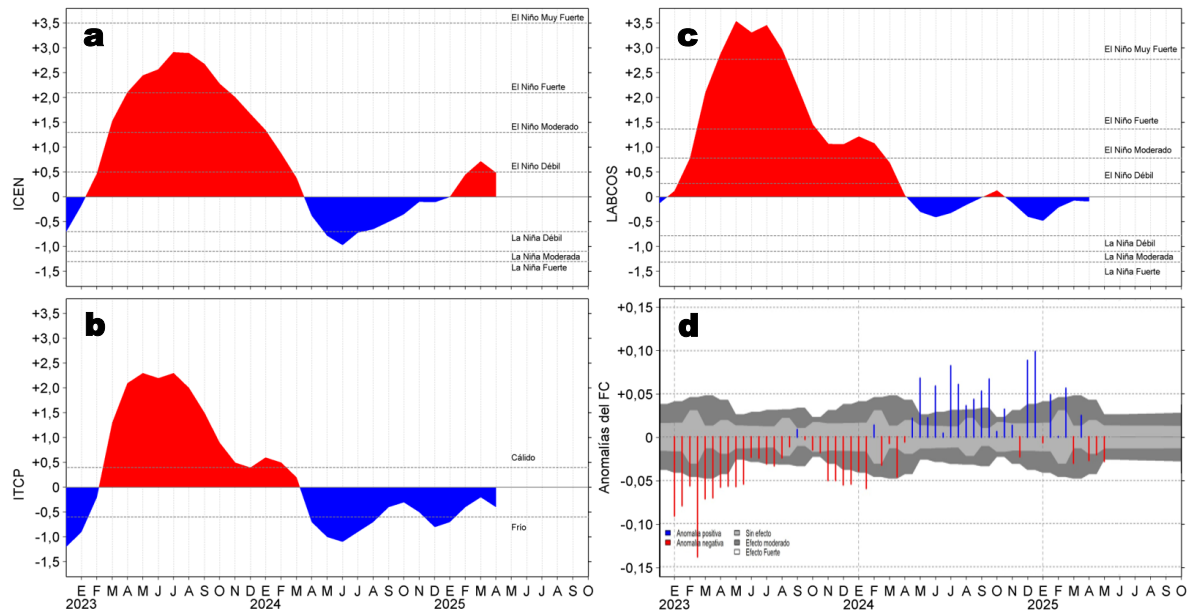 a
ICEN
+3,5
+3,0
+2,5
+2,0
+1,5
+1,0
+0,5
0
-0,5
-1,0
-1,5
El Niño Muy Fuerte
El Niño Fuerte
El Niño Moderado
El Niño Débil
La Niña Débil
La Niña Moderada
La Niña Fuerte
c
LABCOS
+3,5
+3,0
+2,5
+2,0
+1,5
+1,0
+0,5
0
-0,5
-1,0
-1,5
El Niño Muy Fuerte
El Niño Fuerte
El Niño Moderado
El Niño Débil
La Niña Débil
La Niña Moderada
La Niña Fuerte
b
ITCP
+3,5
+3,0
+2,5
+2,0
+1,5
+1,0
+0,5
0
-0,5
-1,0
-1,5
Cálido
Frío
E F M A M J J A S O N D E F M A M J J A S O N D E F M A M J J A S O
2023 2024 2025
d
Anomalías del FC
+0,15
+0,10
+0,05
0
-0,05
-0,10
-0,15
Anomalía positiva
Anomalía negativa
Sin efecto
Efecto moderado
Efecto Fuerte
E F M A M J J A S O N D E F M A M J J A S O N D E F M A M J J A S O
2023 2024 2025